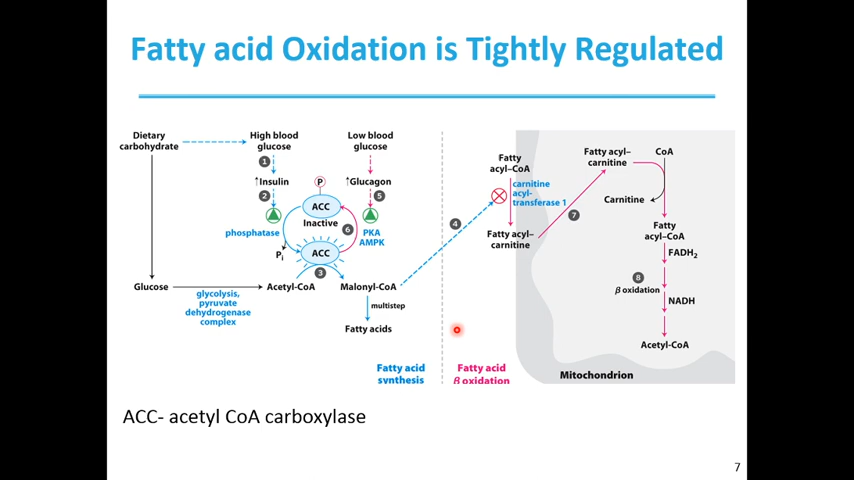 Fatty acid Oxidation is Tightly Regulated
Dietary
carbohydrate
High blood
glucose
Low blood
glucose
1
↑Insulin
P
↑Glucagon
2
ACC
5
Inactive
phosphatase
6
PKA
AMPK
Pi
ACC
3
Glucose
glycolysis,
pyruvate
dehydrogenase
complex
Acetyl-CoA
Malonyl-CoA
multistep
Fatty acids
4
Fatty
acyl–CoA
carnitine
acyl-
transferase 1
Fatty acyl–
carnitine
7
Fatty acyl–
carnitine
CoA
Carnitine
Fatty
acyl–CoA
FADH2
8
β oxidation
NADH
Acetyl-CoA
Fatty acid
synthesis
Fatty acid
β oxidation
Mitochondrion
ACC- acetyl CoA carboxylase
7